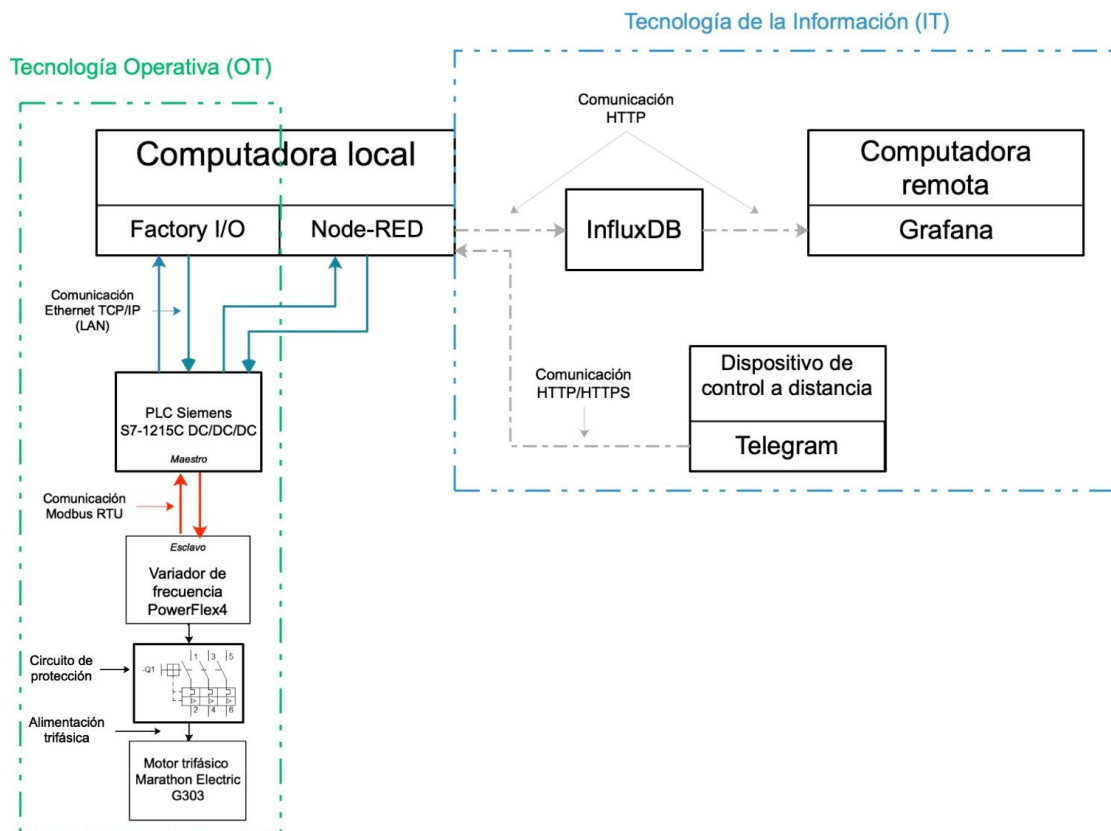 Tecnología de la Información (IT)
Tecnología Operativa (OT)
Comunicación
HTTP
Computadora local
Computadora
remota
Factory I/O
Node-RED
InfluxDB
Grafana
Comunicación
Ethernet TCP/IP
(LAN)
Dispositivo de
control a distancia
Comunicación
HTTP/HTTPS
Telegram
PLC Siemens
S7-1215C DC/DC/DC
Maestro
Comunicación
Modbus RTU
Esclavo
Variador de
frecuencia
PowerFlex4
Circuito de
protección
-Q1
1 3 5
2 4 6
Alimentación
trifásica
Motor trifásico
Marathon Electric
G303